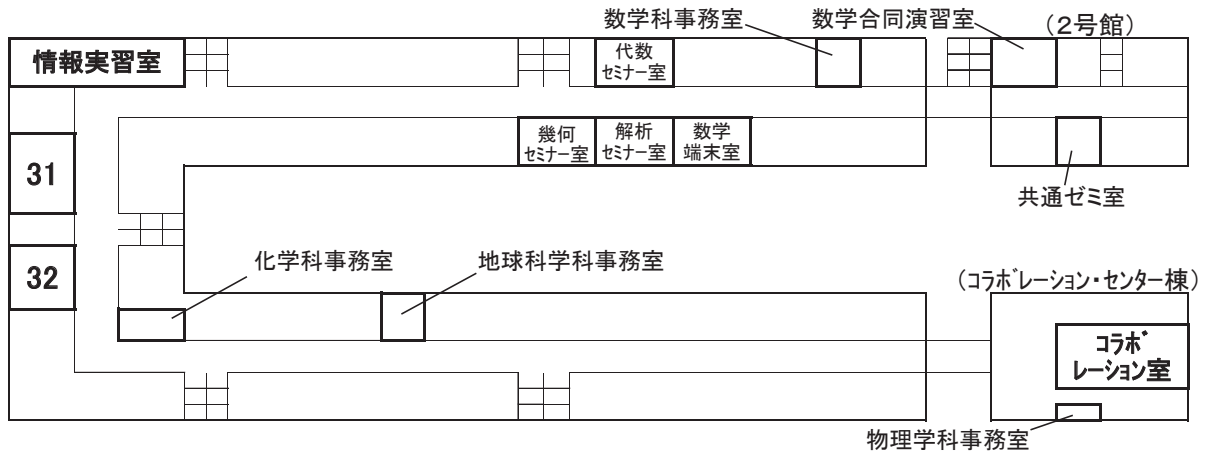 数学科事務室
数学合同演習室
（２号館）
情報実習室
代数
ｾﾐﾅｰ室
幾何
ｾﾐﾅｰ室
解析
ｾﾐﾅｰ室
数学
端末室
31
共通ゼミ室
32
化学科事務室
地球科学科事務室
（ｺﾗﾎﾞﾚｰｼｮﾝ・ｾﾝﾀｰ棟）
ｺﾗﾎﾞ
ﾚｰｼｮﾝ室
物理学科事務室